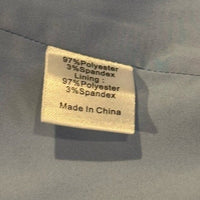 97%Polyester
3%Spandex
Lining :
97%Polyester
3%Spandex
Made In China